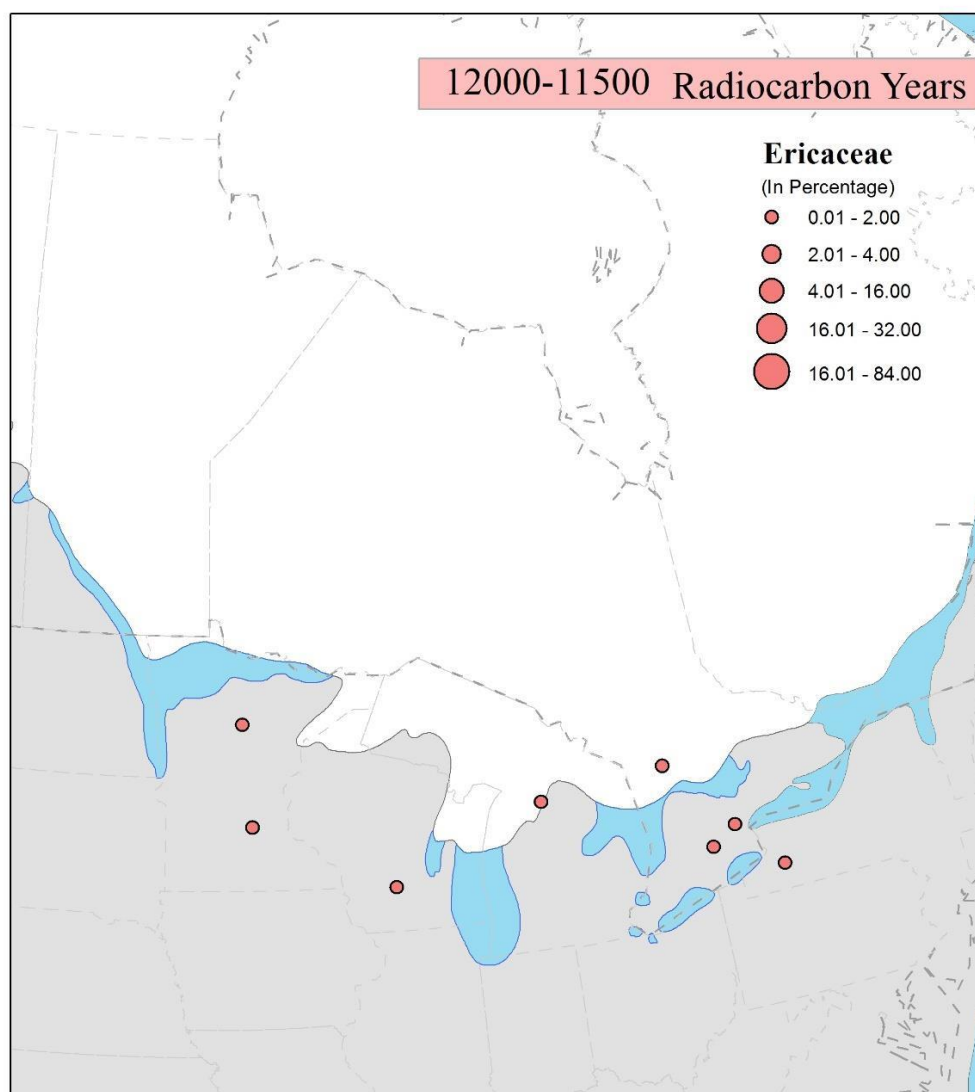 12000-11500 Radiocarbon Years
Ericaceae
(In Percentage)
0.01 - 2.00
2.01 - 4.00
4.01 - 16.00
16.01 - 32.00
16.01 - 84.00